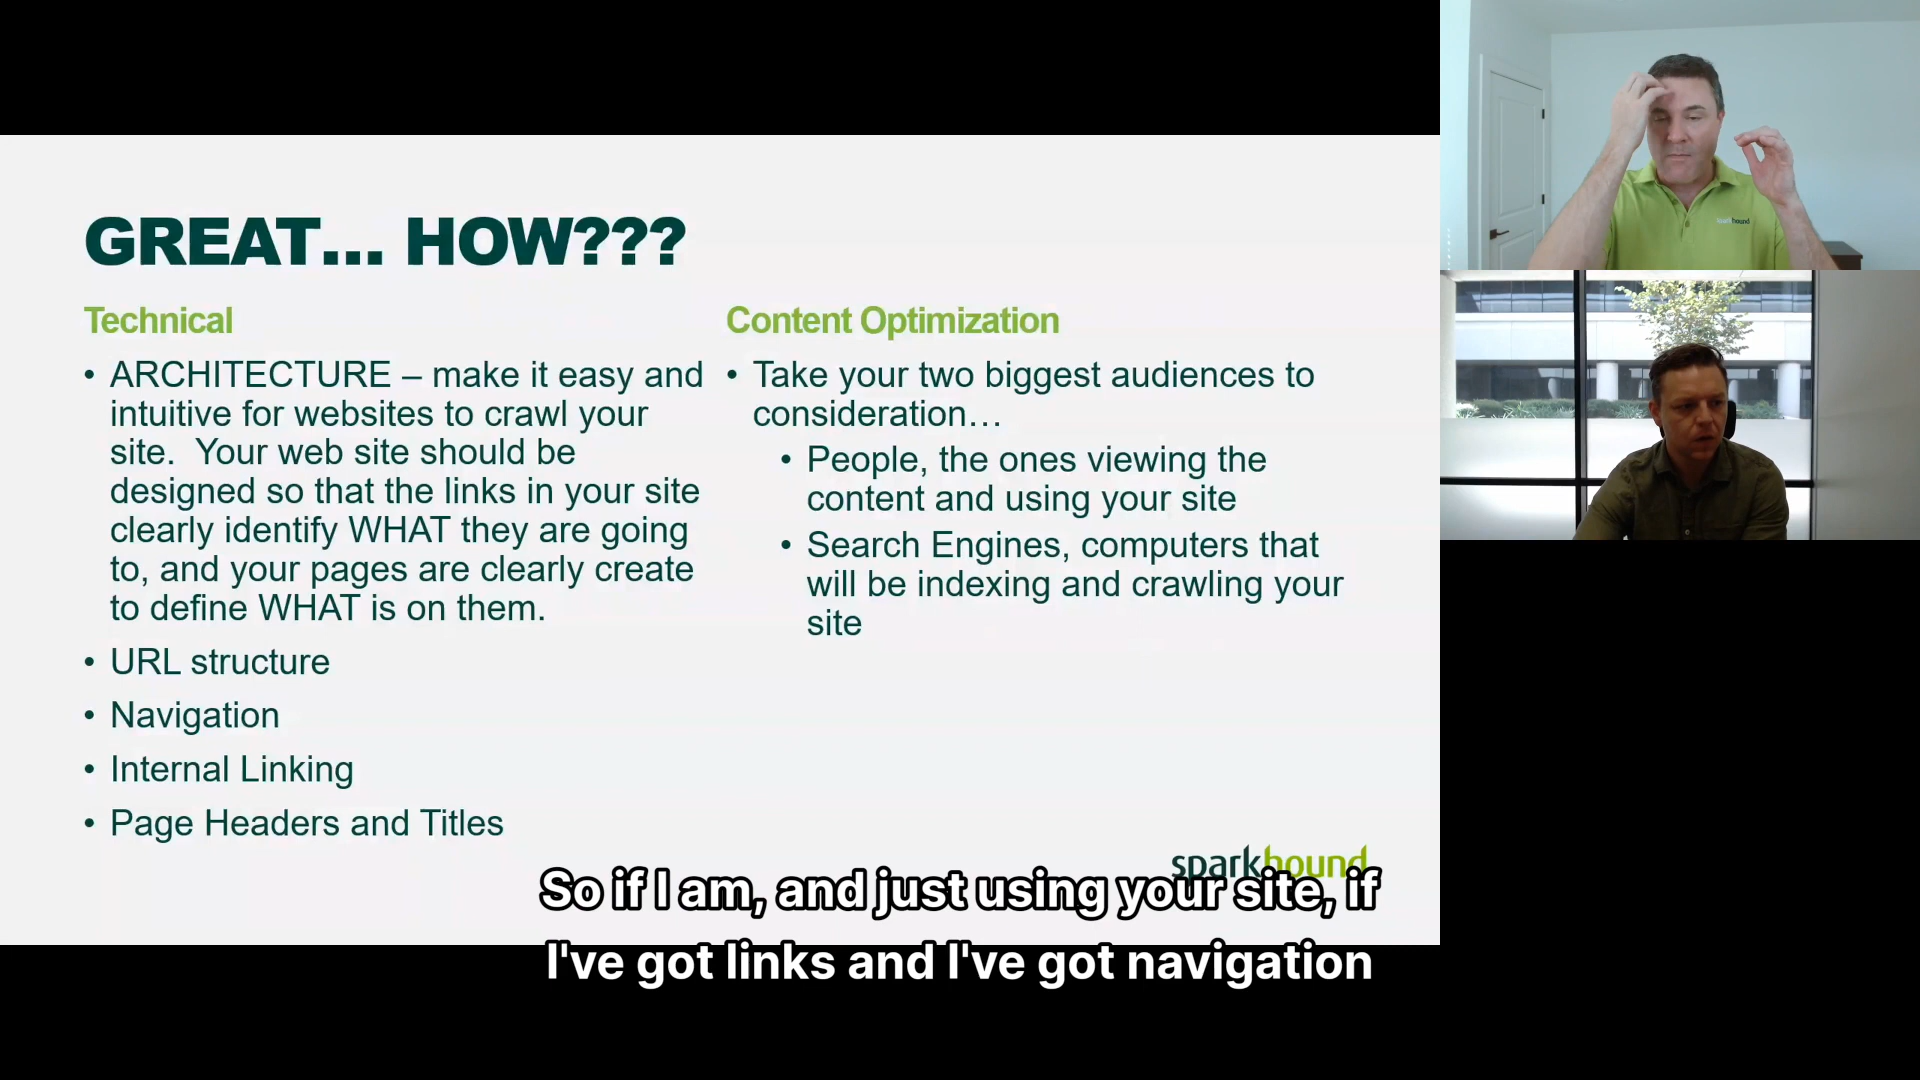 GREAT... HOW???
Technical
• ARCHITECTURE – make it easy and
intuitive for websites to crawl your
site.  Your web site should be
designed so that the links in your site
clearly identify WHAT they are going
to, and your pages are clearly create
to define WHAT is on them.
• URL structure
• Navigation
• Internal Linking
• Page Headers and Titles
Content Optimization
• Take your two biggest audiences to
consideration…
• People, the ones viewing the
content and using your site
• Search Engines, computers that
will be indexing and crawling your
site
sparkhound
So if I am, and just using your site, if
I've got links and I've got navigation
sparkhound